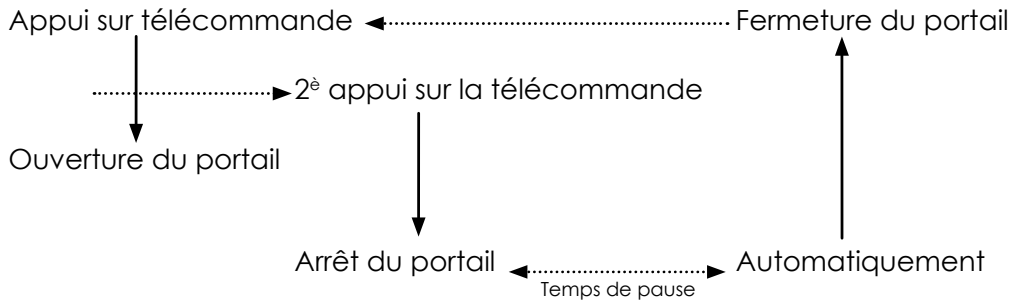 Appui sur télécommande
Fermeture du portail
2è appui sur la télécommande
Ouverture du portail
Arrêt du portail
Automatiquement
Temps de pause